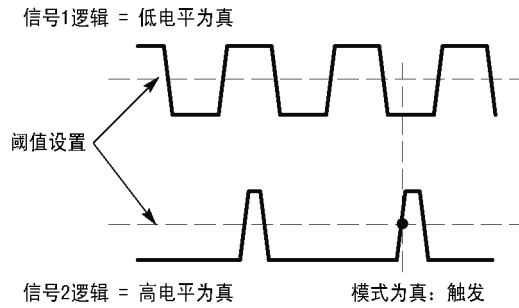 信号1逻辑 = 低电平为真
阈值设置
信号2逻辑 = 高电平为真
模式为真：触发